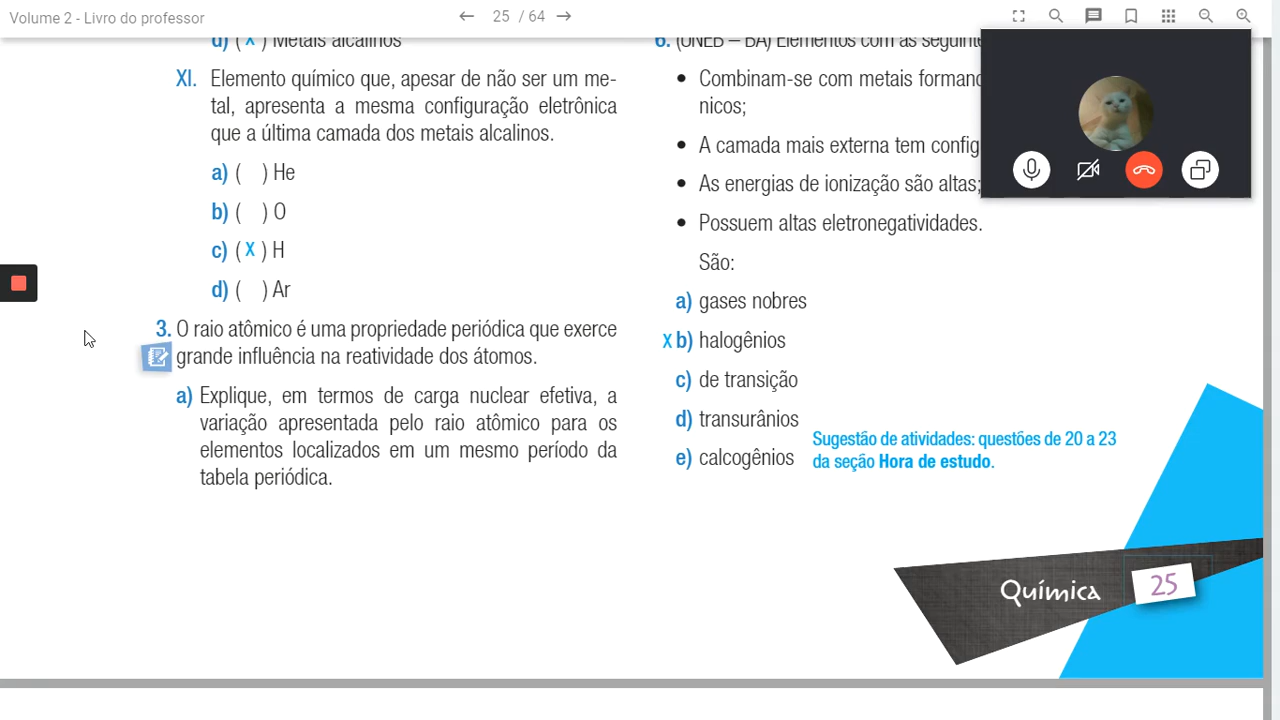 Volume 2 - Livro do professor
25 / 64
d) ( x ) Metais alcalinos
XI. Elemento químico que, apesar de não ser um me-
tal, apresenta a mesma configuração eletrônica
que a última camada dos metais alcalinos.
a) ( ) He
b) ( ) O
c) ( X ) H
d) ( ) Ar
3. O raio atômico é uma propriedade periódica que exerce
grande influência na reatividade dos átomos.
a) Explique, em termos de carga nuclear efetiva, a
variação apresentada pelo raio atômico para os
elementos localizados em um mesmo período da
tabela periódica.
6. (UNEB – BA) Elementos com as seguinte
• Combinam-se com metais formand
nicos;
• A camada mais externa tem config
• As energias de ionização são altas;
• Possuem altas eletronegatividades.
São:
a) gases nobres
X b) halogênios
c) de transição
d) transurânios
e) calcogênios
Sugestão de atividades: questões de 20 a 23
da seção Hora de estudo.
Química 25